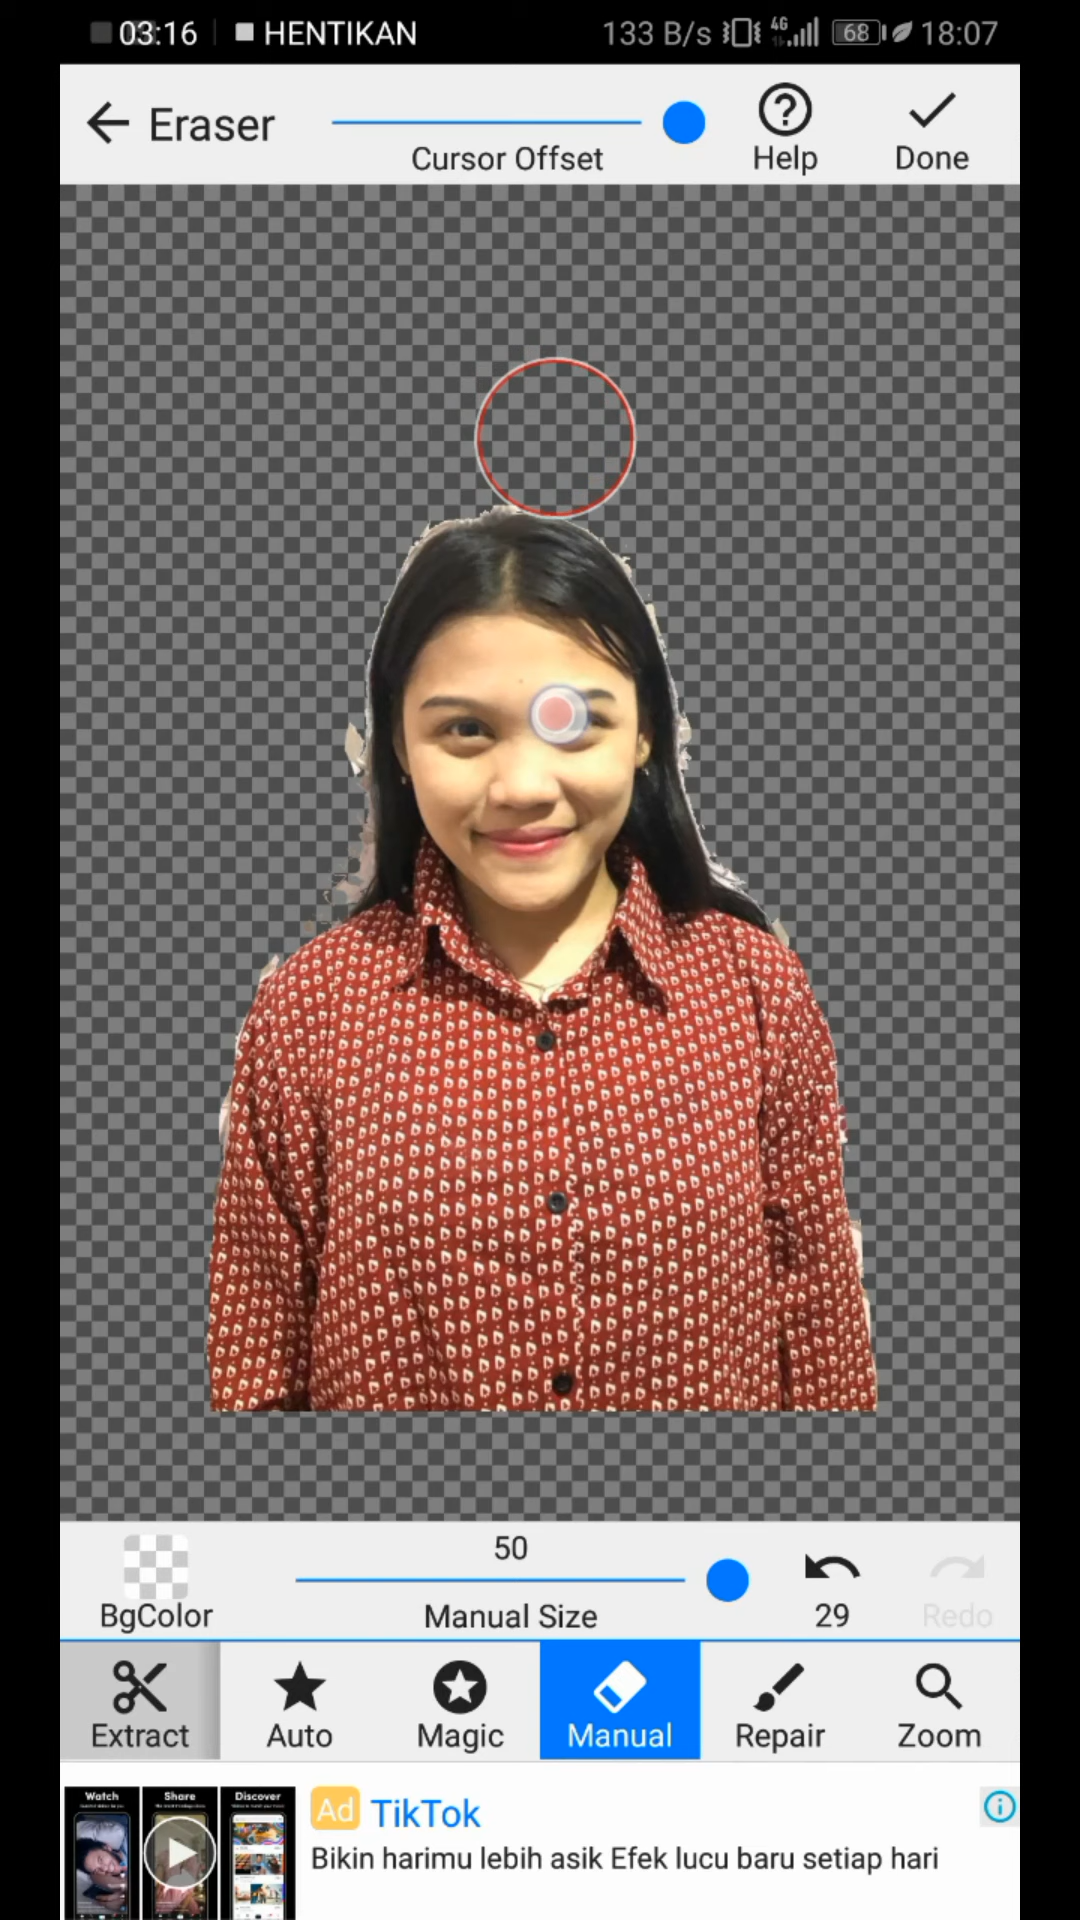 03:16 HENTIKAN 133 B/s 4G 68 18:07
Eraser
Cursor Offset
Help
Done
50
BgColor
Manual Size
29
Redo
Extract
Auto
Magic
Manual
Repair
Zoom
Watch
Share
Discover
Ad TikTok
Bikin harimu lebih asik Efek lucu baru setiap hari